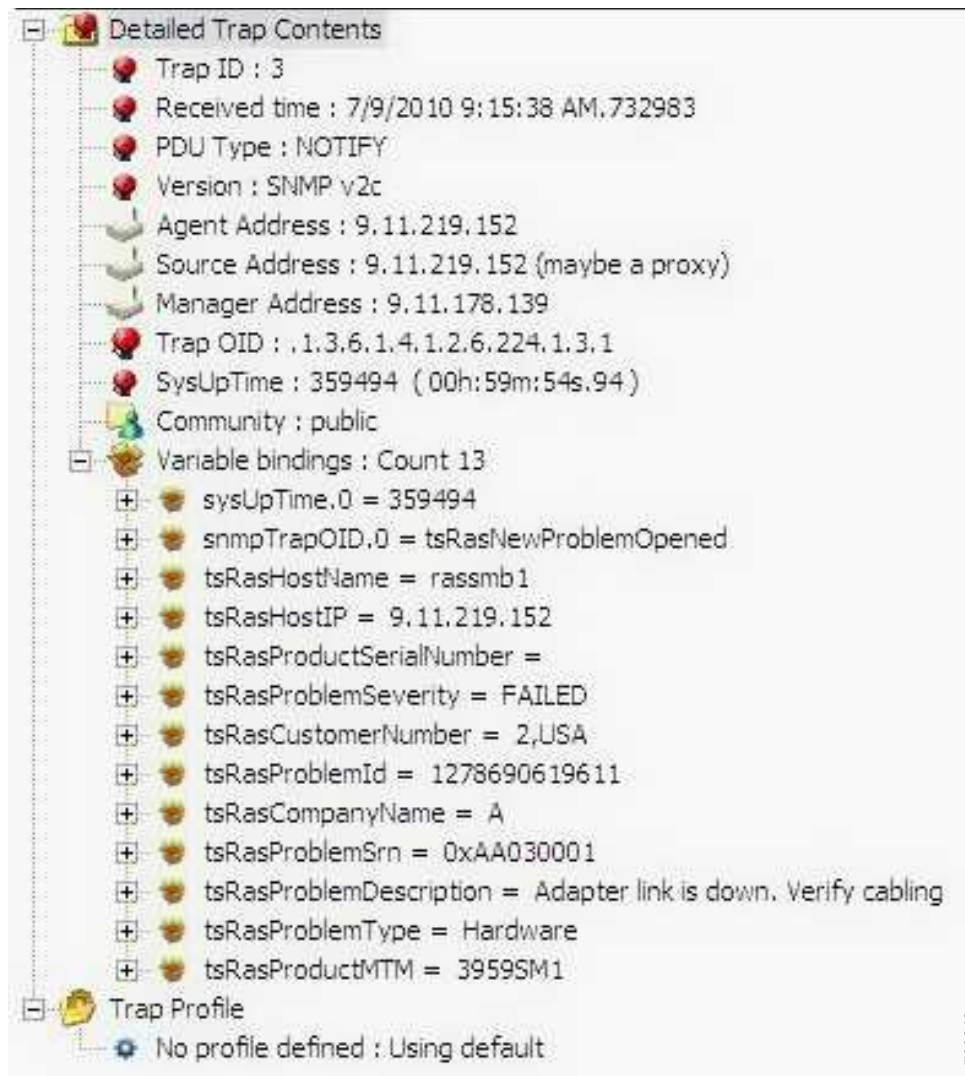 Detailed Trap Contents
Trap ID : 3
Received time : 7/9/2010 9:15:38 AM.732983
PDU Type : NOTIFY
Version : SNMP v2c
Agent Address : 9.11.219.152
Source Address : 9.11.219.152 (maybe a proxy)
Manager Address : 9.11.178.139
Trap OID : .1.3.6.1.4.1.2.6.224.1.3.1
SysUpTime : 359494 ( 00h:59m:54s.94 )
Community : public
Variable bindings : Count 13
sysUpTime.0 = 359494
snmpTrapOID.0 = tsRasNewProblemOpened
tsRasHostName = rassmb1
tsRasHostIP = 9.11.219.152
tsRasProductSerialNumber =
tsRasProblemSeverity = FAILED
tsRasCustomerNumber = 2,USA
tsRasProblemId = 1278690619611
tsRasCompanyName = A
tsRasProblemSrn = 0xAA030001
tsRasProblemDescription = Adapter link is down. Verify cabling
tsRasProblemType = Hardware
tsRasProductMTM = 3959SM1
Trap Profile
No profile defined : Using default